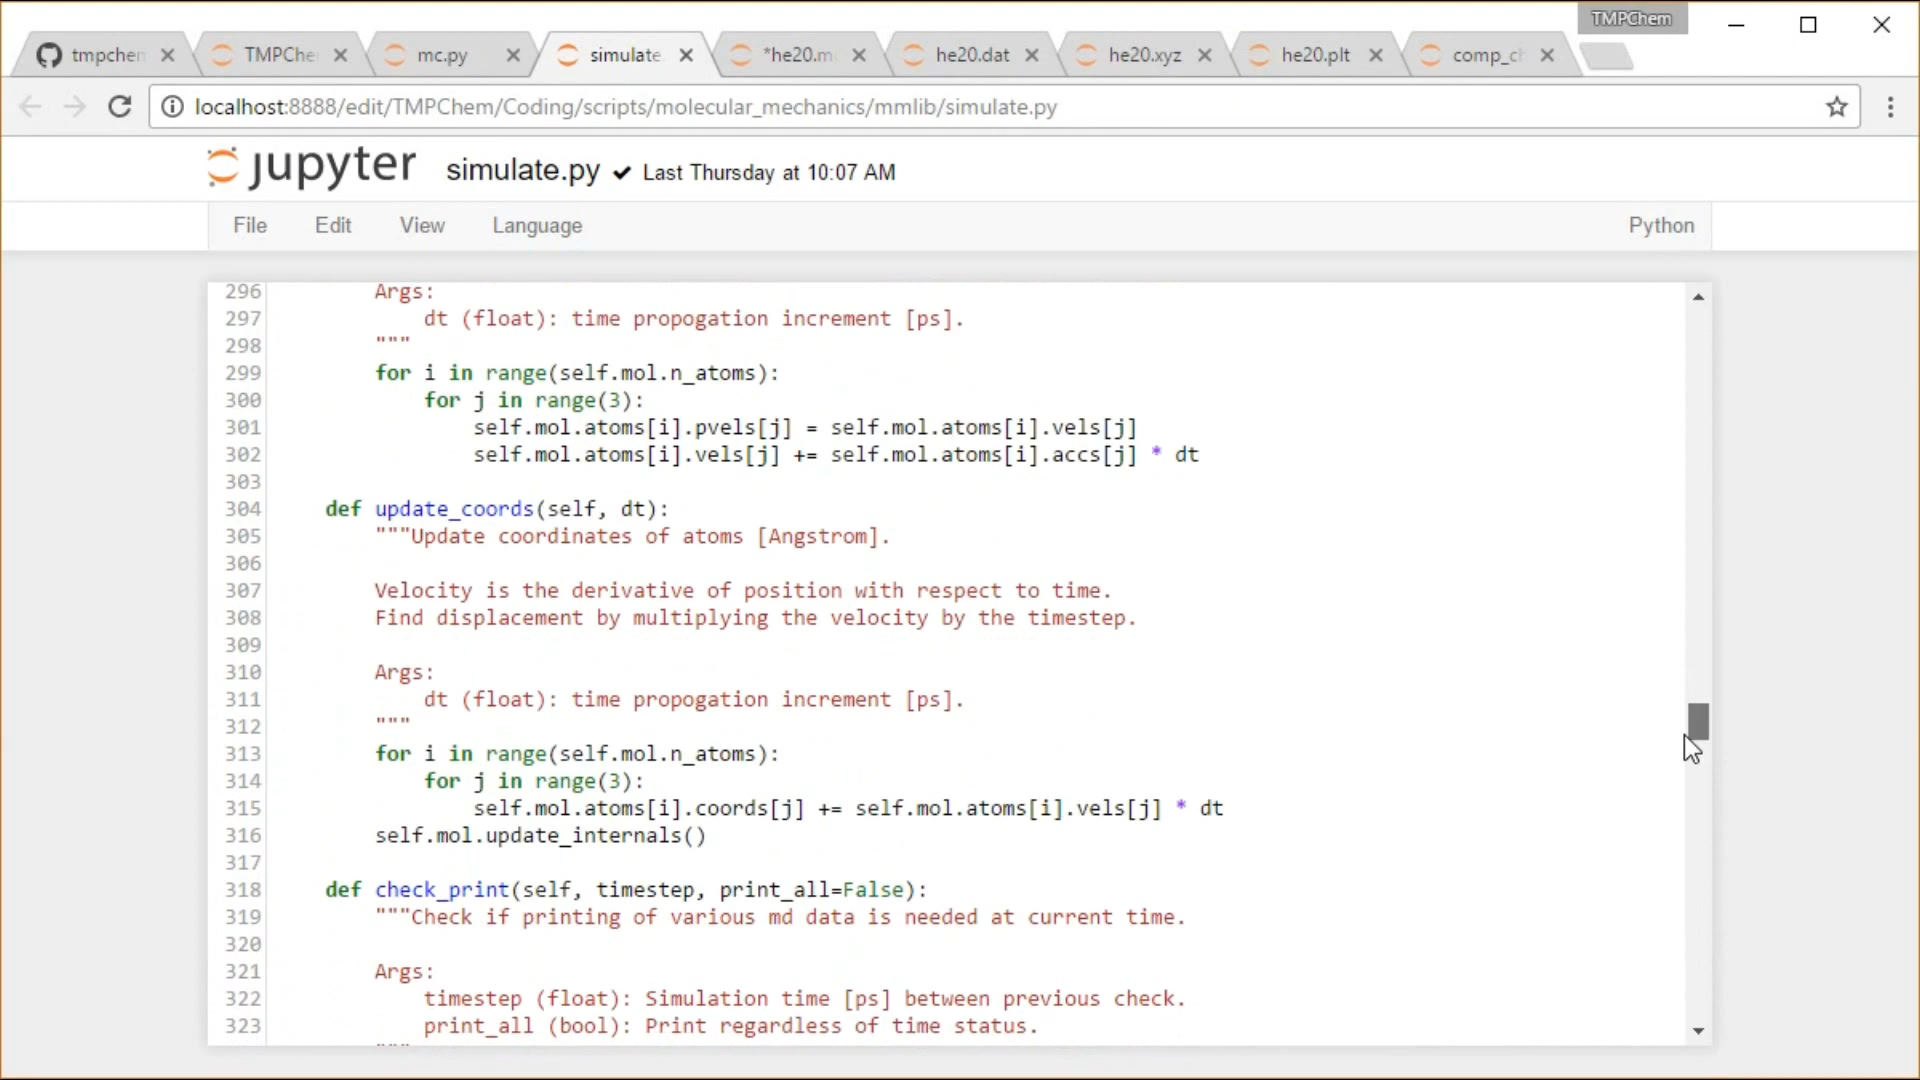 TMPChem
tmpchem
TMPChe
mc.py
simulate
*he20.m
he20.dat
he20.xyz
he20.plt
comp_ch
localhost:8888/edit/TMPChem/Coding/scripts/molecular_mechanics/mmlib/simulate.py
jupyter simulate.py ✔ Last Thursday at 10:07 AM
File Edit View Language Python
296 Args:
297 dt (float): time propogation increment [ps].
298 """
299 for i in range(self.mol.n_atoms):
300 for j in range(3):
301 self.mol.atoms[i].pvels[j] = self.mol.atoms[i].vels[j]
302 self.mol.atoms[i].vels[j] += self.mol.atoms[i].accs[j] * dt
303
304 def update_coords(self, dt):
305 """Update coordinates of atoms [Angstrom].
306
307 Velocity is the derivative of position with respect to time.
308 Find displacement by multiplying the velocity by the timestep.
309
310 Args:
311 dt (float): time propogation increment [ps].
312 """
313 for i in range(self.mol.n_atoms):
314 for j in range(3):
315 self.mol.atoms[i].coords[j] += self.mol.atoms[i].vels[j] * dt
316 self.mol.update_internals()
317
318 def check_print(self, timestep, print_all=False):
319 """Check if printing of various md data is needed at current time.
320
321 Args:
322 timestep (float): Simulation time [ps] between previous check.
323 print_all (bool): Print regardless of time status.
"""